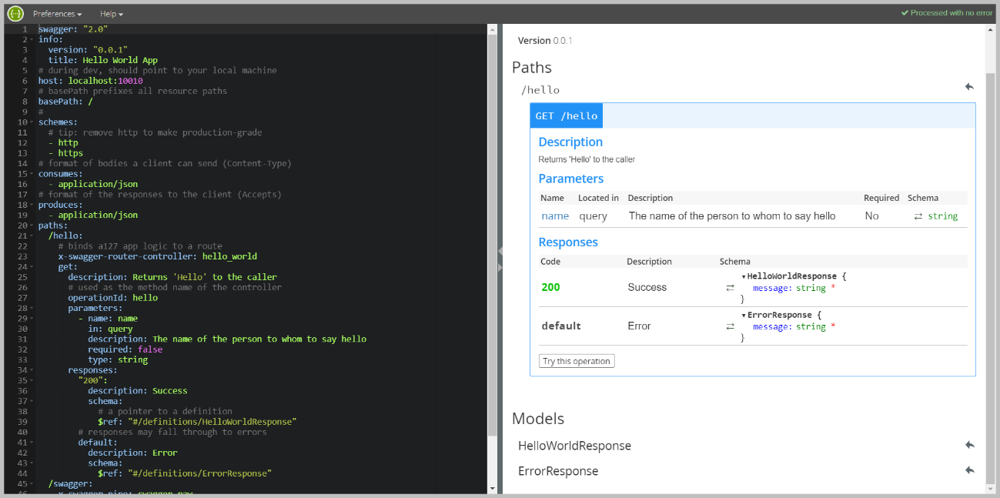 Preferences Help Processed with no error
1 swagger: "2.0"
2 info:
3 version: "0.0.1"
4 title: Hello World App
5 # during dev, should point to your local machine
6 host: localhost:10010
7 # basePath prefixes all resource paths
8 basePath: /
9 #
10 schemes:
11 # tip: remove http to make production-grade
12 - http
13 - https
14 # format of bodies a client can send (Content-Type)
15 consumes:
16 - application/json
17 # format of the responses to the client (Accepts)
18 produces:
19 - application/json
20 paths:
21 /hello:
22 # binds a127 app logic to a route
23 x-swagger-router-controller: hello_world
24 get:
25 description: Returns 'Hello' to the caller
26 # used as the method name of the controller
27 operationId: hello
28 parameters:
29 - name: name
30 in: query
31 description: The name of the person to whom to say hello
32 required: false
33 type: string
34 responses:
35 "200":
36 description: Success
37 schema:
38 # a pointer to a definition
39 $ref: "#/definitions/HelloWorldResponse"
40 # responses may fall through to errors
41 default:
42 description: Error
43 schema:
44 $ref: "#/definitions/ErrorResponse"
45 /swagger:
46 x-swagger-pipe: swagger_raw
Version 0.0.1
Paths
/hello
GET /hello
Description
Returns 'Hello' to the caller
Parameters
Name Located in Description Required Schema
name query The name of the person to whom to say hello No ⇄ string
Responses
Code Description Schema
200 Success ⇄ ▾HelloWorldResponse {
message: string *
}
default Error ⇄ ▾ErrorResponse {
message: string *
}
Try this operation
Models
HelloWorldResponse
ErrorResponse